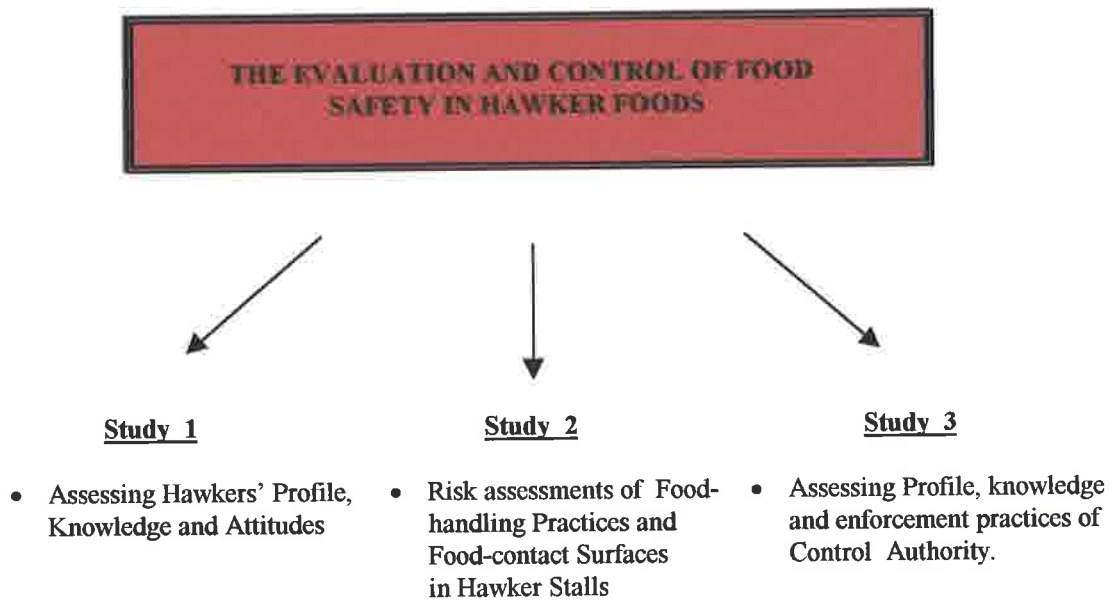 THE EVALUATION AND CONTROL OF FOOD
SAFETY IN HAWKER FOODS
Study 1
• Assessing Hawkers' Profile,
Knowledge and Attitudes
Study 2
• Risk assessments of Food-
handling Practices and
Food-contact Surfaces
in Hawker Stalls
Study 3
• Assessing Profile, knowledge
and enforcement practices of
Control Authority.